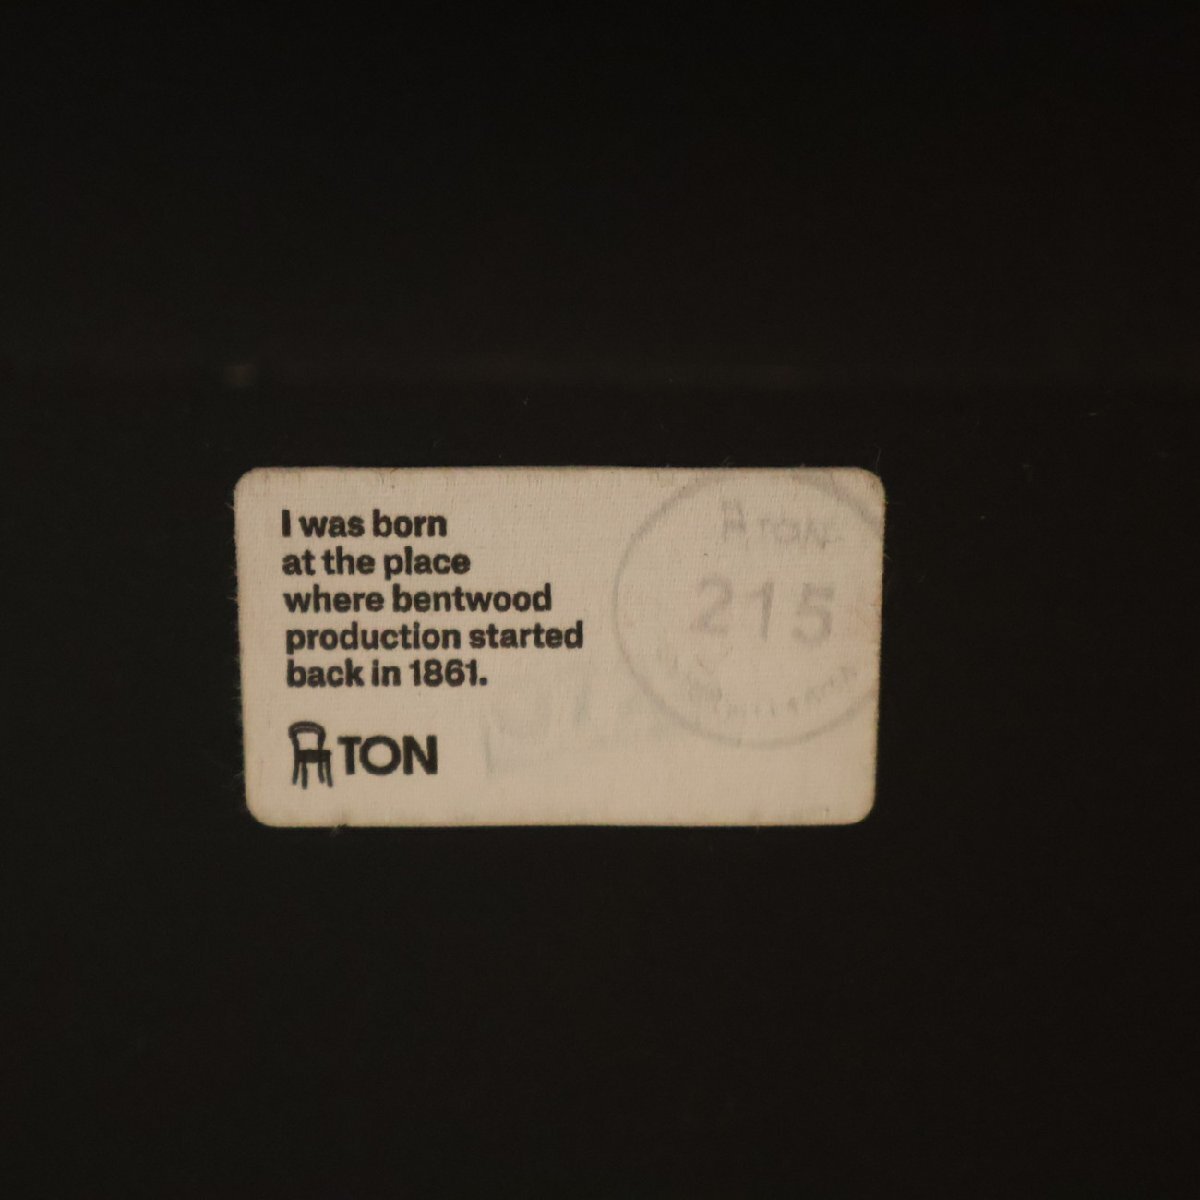 I was born
at the place
where bentwood
production started
back in 1861.
TON
TON
215